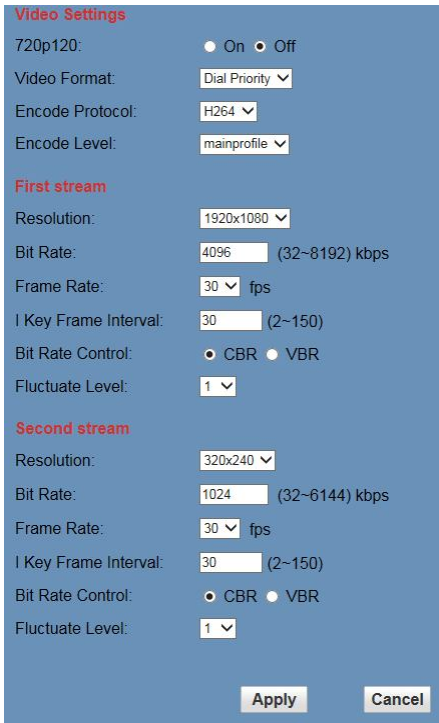 Video Settings
720p120: On Off
Video Format: Dial Priority
Encode Protocol: H264
Encode Level: mainprofile
First stream
Resolution: 1920x1080
Bit Rate: 4096 (32~8192) kbps
Frame Rate: 30 fps
I Key Frame Interval: 30 (2~150)
Bit Rate Control: CBR VBR
Fluctuate Level: 1
Second stream
Resolution: 320x240
Bit Rate: 1024 (32~6144) kbps
Frame Rate: 30 fps
I Key Frame Interval: 30 (2~150)
Bit Rate Control: CBR VBR
Fluctuate Level: 1
Apply Cancel